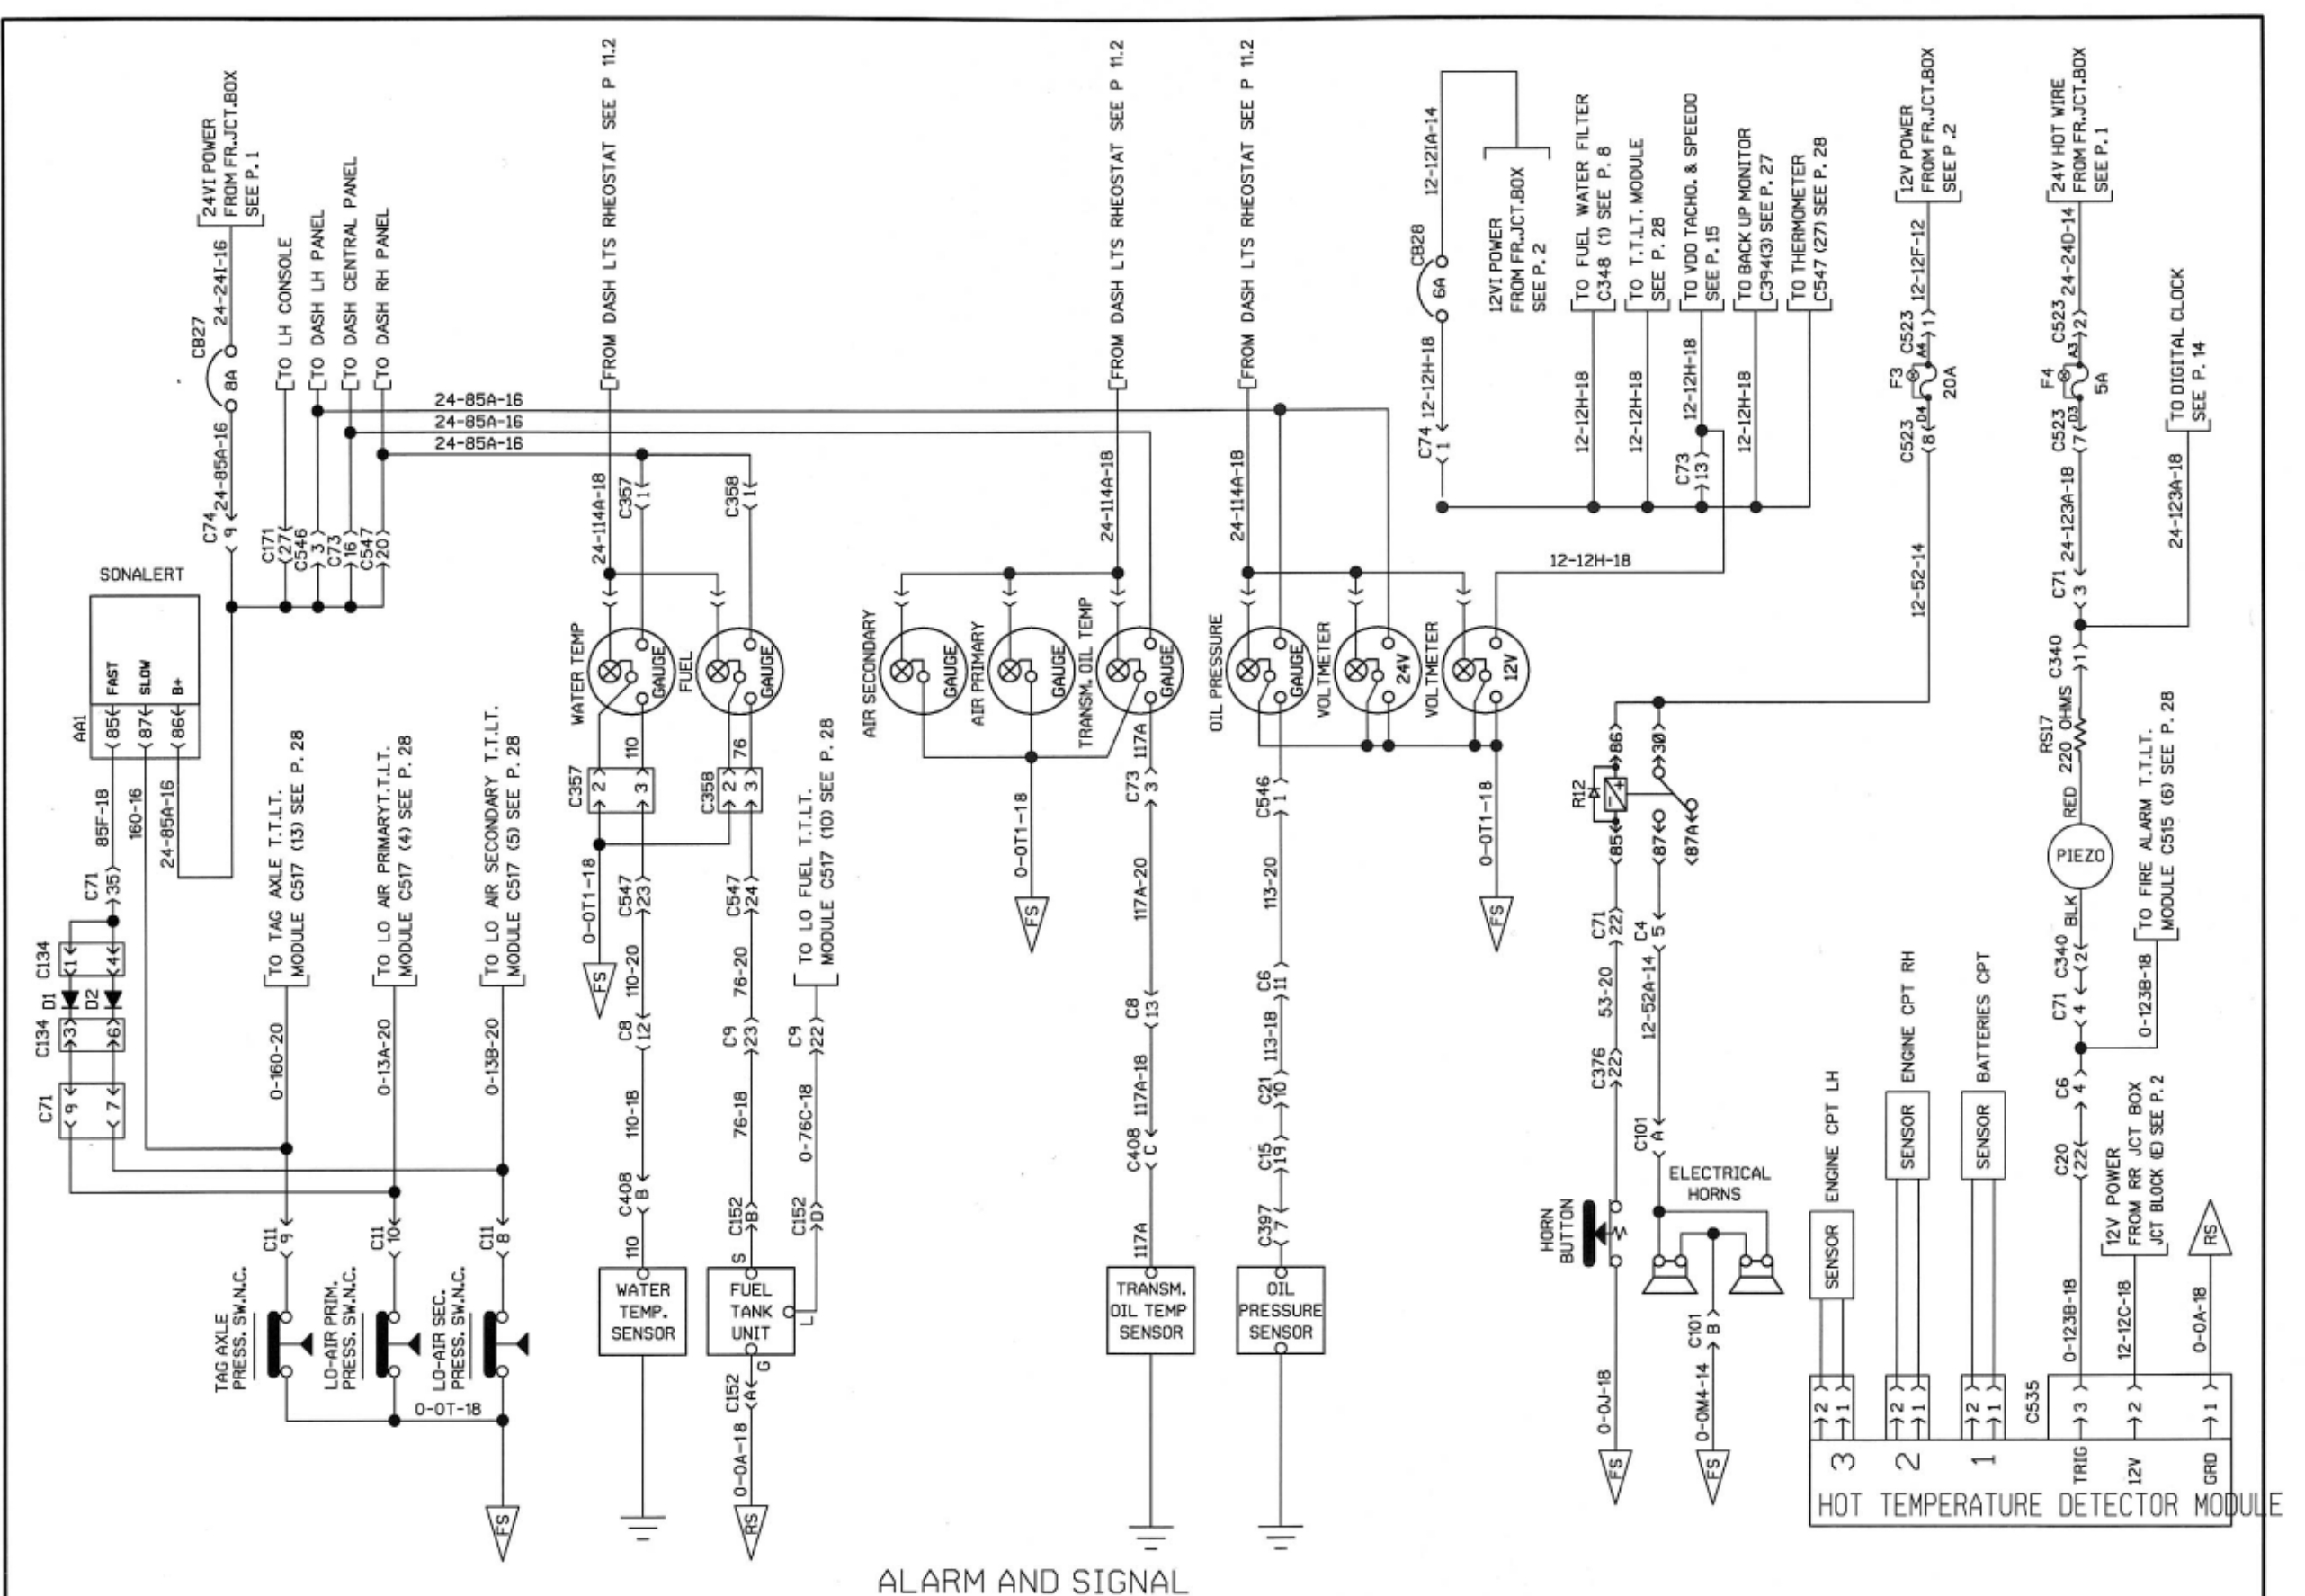 24VI POWER
FROM FR.JCT.BOX
SEE P. 1
24-24I-16
CB27
8A
24-85A-16
C74
9
TO LH CONSOLE
TO DASH LH PANEL
TO DASH CENTRAL PANEL
TO DASH RH PANEL
C171
27
C546
3
C73
16
C547
20
24-85A-16
24-85A-16
24-85A-16
SONALERT
FAST
SLOW
B+
AA1
85
87
86
85F-18
160-16
24-85A-16
C71
35
C134
1
4
D1
D2
C134
3
6
C71
9
7
TO TAG AXLE T.T.LT.
MODULE C517 (13) SEE P. 28
TO LO AIR PRIMARYT.T.LT.
MODULE C517 (4) SEE P. 28
TO LO AIR SECONDARY T.T.LT.
MODULE C517 (5) SEE P. 28
0-160-20
0-13A-20
0-13B-20
C11
9
C11
10
C11
8
TAG AXLE
PRESS. SW.N.C.
LO-AIR PRIM.
PRESS. SW.N.C.
LO-AIR SEC.
PRESS. SW.N.C.
0-0T-18
FS
FROM DASH LTS RHEOSTAT SEE P 11.2
24-114A-18
C357
1
C358
1
WATER TEMP
GAUGE
FUEL
GAUGE
110
76
C357
2
3
C358
2
3
0-0T1-18
FS
C547
23
C547
24
110-20
76-20
C8
12
C9
23
110-18
76-18
C408
B
C152
B
110
S
WATER
TEMP.
SENSOR
FUEL
TANK
UNIT
L
G
C152
A
0-0A-18
RS
TO LO FUEL T.T.LT.
MODULE C517 (10) SEE P. 28
C9
22
0-76C-18
C152
D
FROM DASH LTS RHEOSTAT SEE P 11.2
24-114A-18
AIR SECONDARY
GAUGE
AIR PRIMARY
GAUGE
TRANSM. OIL TEMP
GAUGE
0-0T1-18
FS
117A
C73
3
117A-20
C8
13
117A-18
C408
C
117A
TRANSM.
OIL TEMP
SENSOR
FROM DASH LTS RHEOSTAT SEE P 11.2
24-114A-18
OIL PRESSURE
GAUGE
VOLTMETER
24V
VOLTMETER
12V
C546
1
113-20
C6
11
113-18
C21
10
C15
19
C397
7
OIL
PRESSURE
SENSOR
0-0T1-18
FS
12-12IA-14
12VI POWER
FROM FR.JCT.BOX
SEE P. 2
CB28
6A
12-12H-18
C74
1
TO FUEL WATER FILTER
C348 (1) SEE P. 8
TO T.T.LT. MODULE
SEE P. 28
TO VDO TACHO. & SPEEDO
SEE P. 15
TO BACK UP MONITOR
C394(3) SEE P. 27
TO THERMOMETER
C547 (27) SEE P. 28
12-12H-18
12-12H-18
12-12H-18
12-12H-18
C73
13
12-12H-18
12V POWER
FROM FR.JCT.BOX
SEE P .2
12-12F-12
C523
1
A4
F3
20A
D4
C523
8
12-52-14
86
30
R12
85
87
87A
C71
22
C4
5
53-20
12-52A-14
C376
22
C101
A
HORN
BUTTON
ELECTRICAL
HORNS
0-0J-18
FS
C101
B
0-0M4-14
FS
24V HOT WIRE
FROM FR.JCT.BOX
SEE P. 1
24-24D-14
C523
2
A3
F4
5A
D3
C523
7
24-123A-18
C71
3
TO DIGITAL CLOCK
SEE P. 14
24-123A-18
C340
1
RS17
220 OHMS
RED
PIEZO
BLK
C340
2
C71
4
TO FIRE ALARM T.T.LT.
MODULE C515 (6) SEE P. 28
0-123B-18
C6
4
C20
22
0-123B-18
12V POWER
FROM RR JCT BOX
JCT BLOCK (E) SEE P. 2
12-12C-18
RS
0-0A-18
ENGINE CPT LH
SENSOR
ENGINE CPT RH
SENSOR
BATTERIES CPT
SENSOR
2
1
2
1
2
1
C535
3
2
1
3
2
1
TRIG
12V
GRD
HOT TEMPERATURE DETECTOR MODULE
ALARM AND SIGNAL